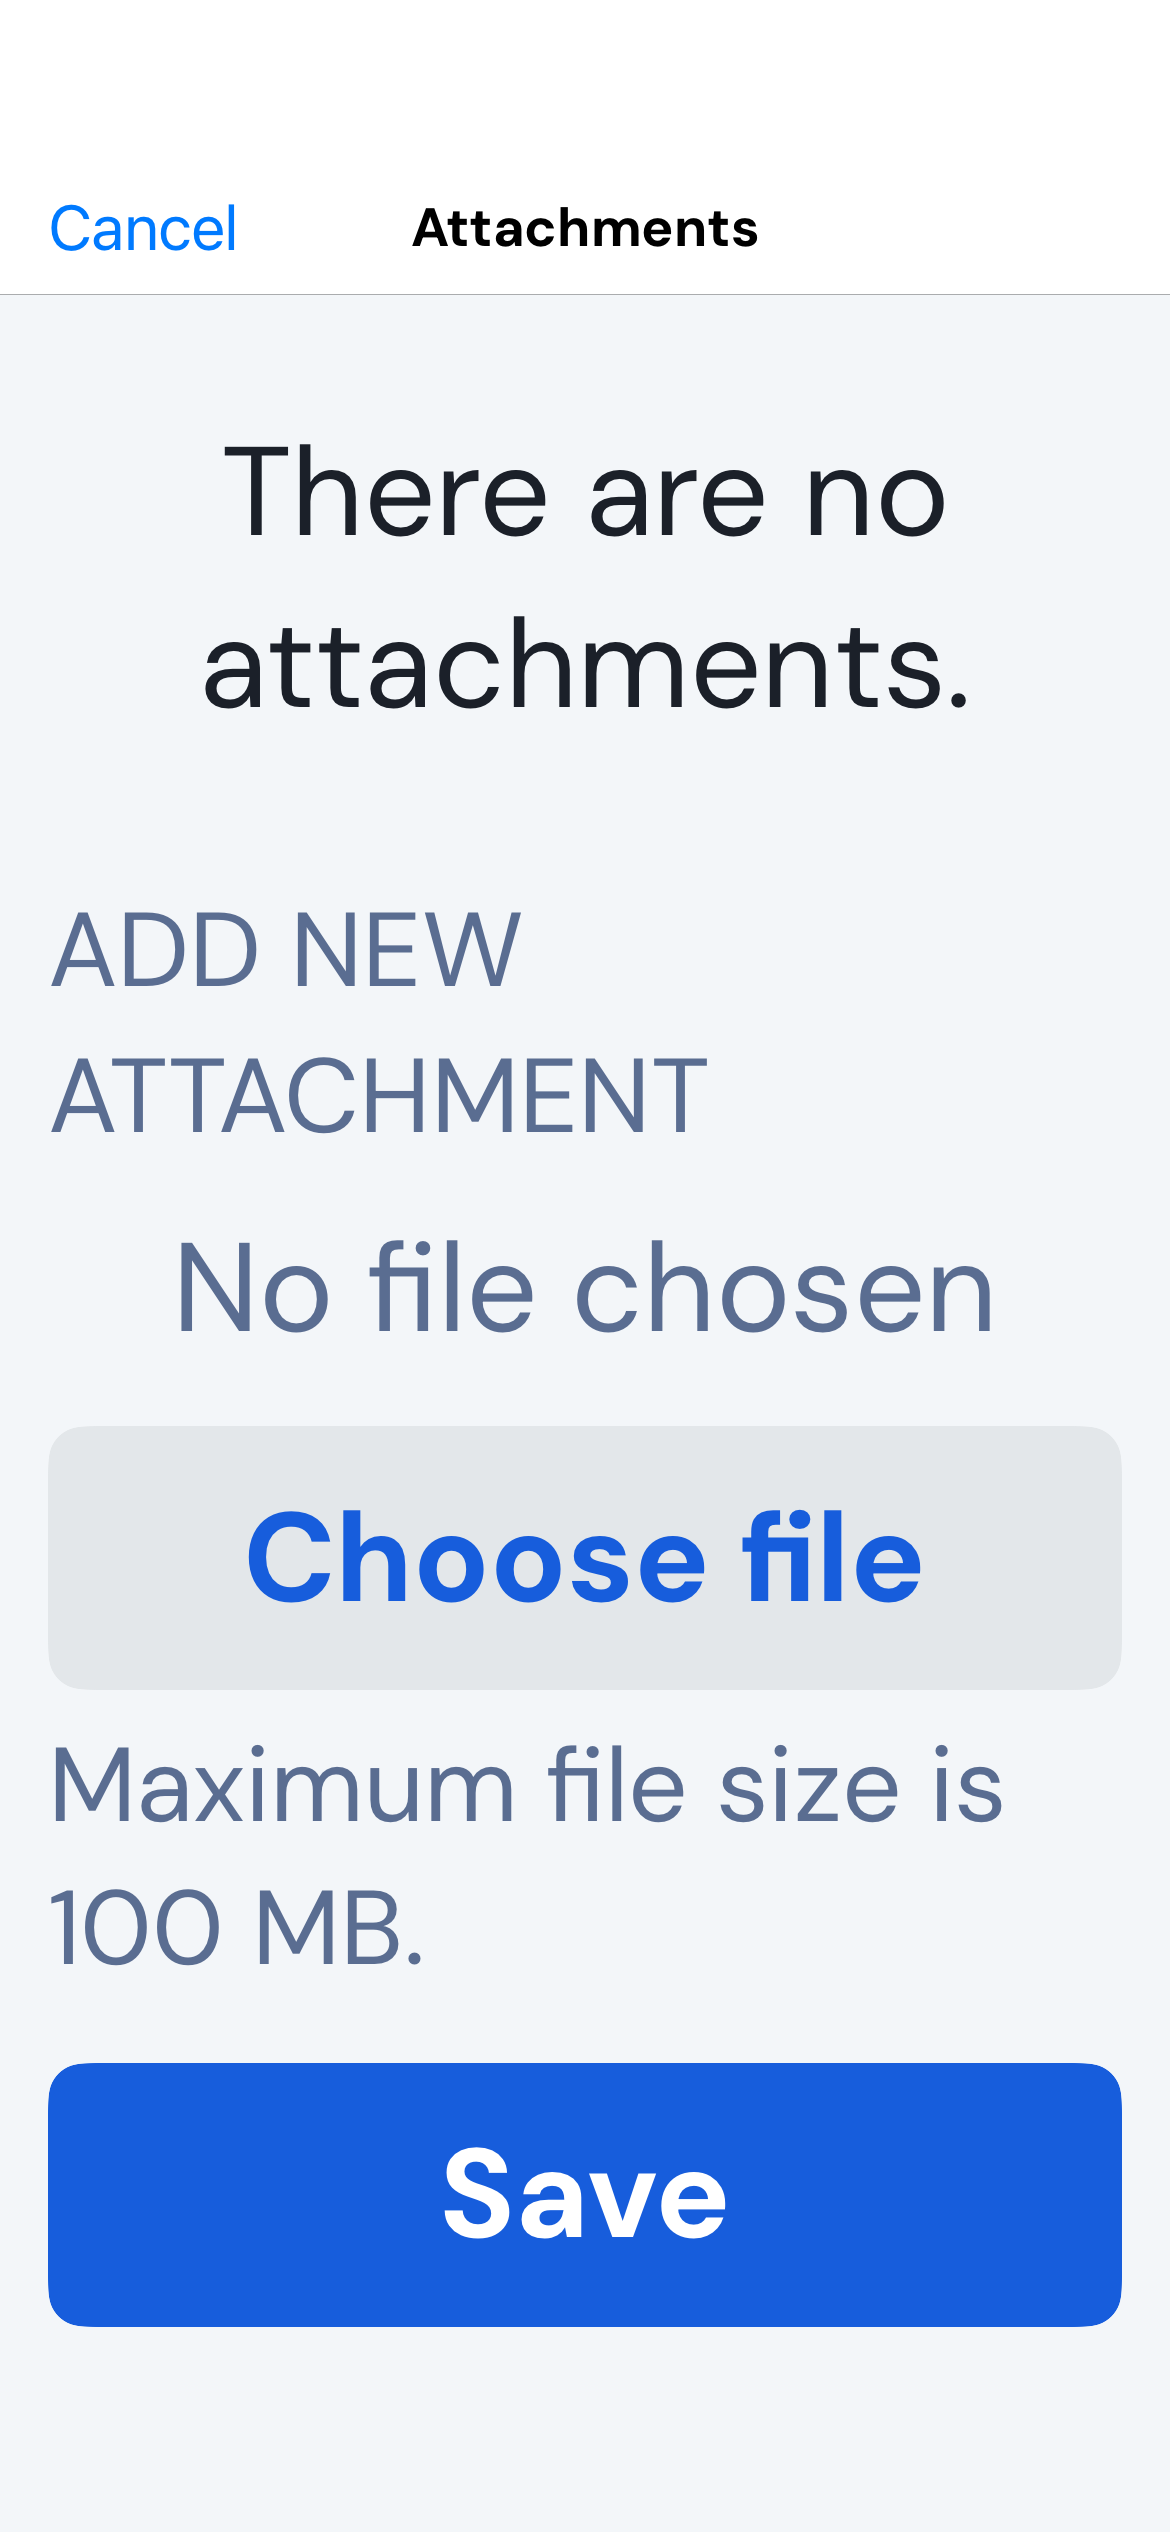 Cancel
Attachments
There are no
attachments.
ADD NEW
ATTACHMENT
No file chosen
Choose file
Maximum file size is
100 MB.
Save